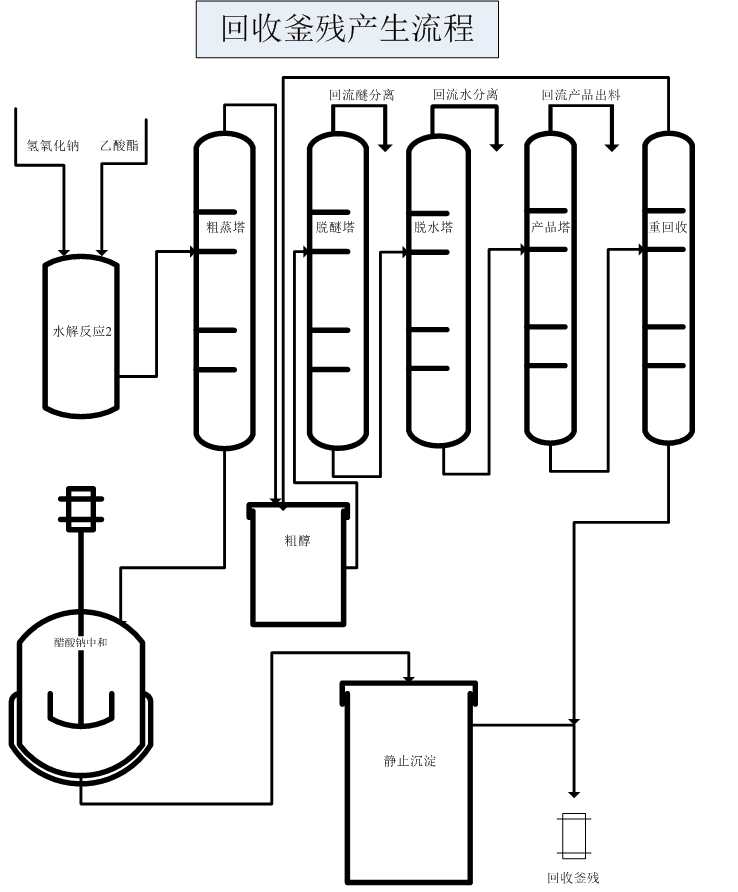 回收釜残产生流程
回流醚分离
回流水分离
回流产品出料
氢氧化钠
乙酸酯
粗蒸塔
脱醚塔
脱水塔
产品塔
重回收
水解反应2
粗醇
醋酸钠中和
静止沉淀
回收釜残